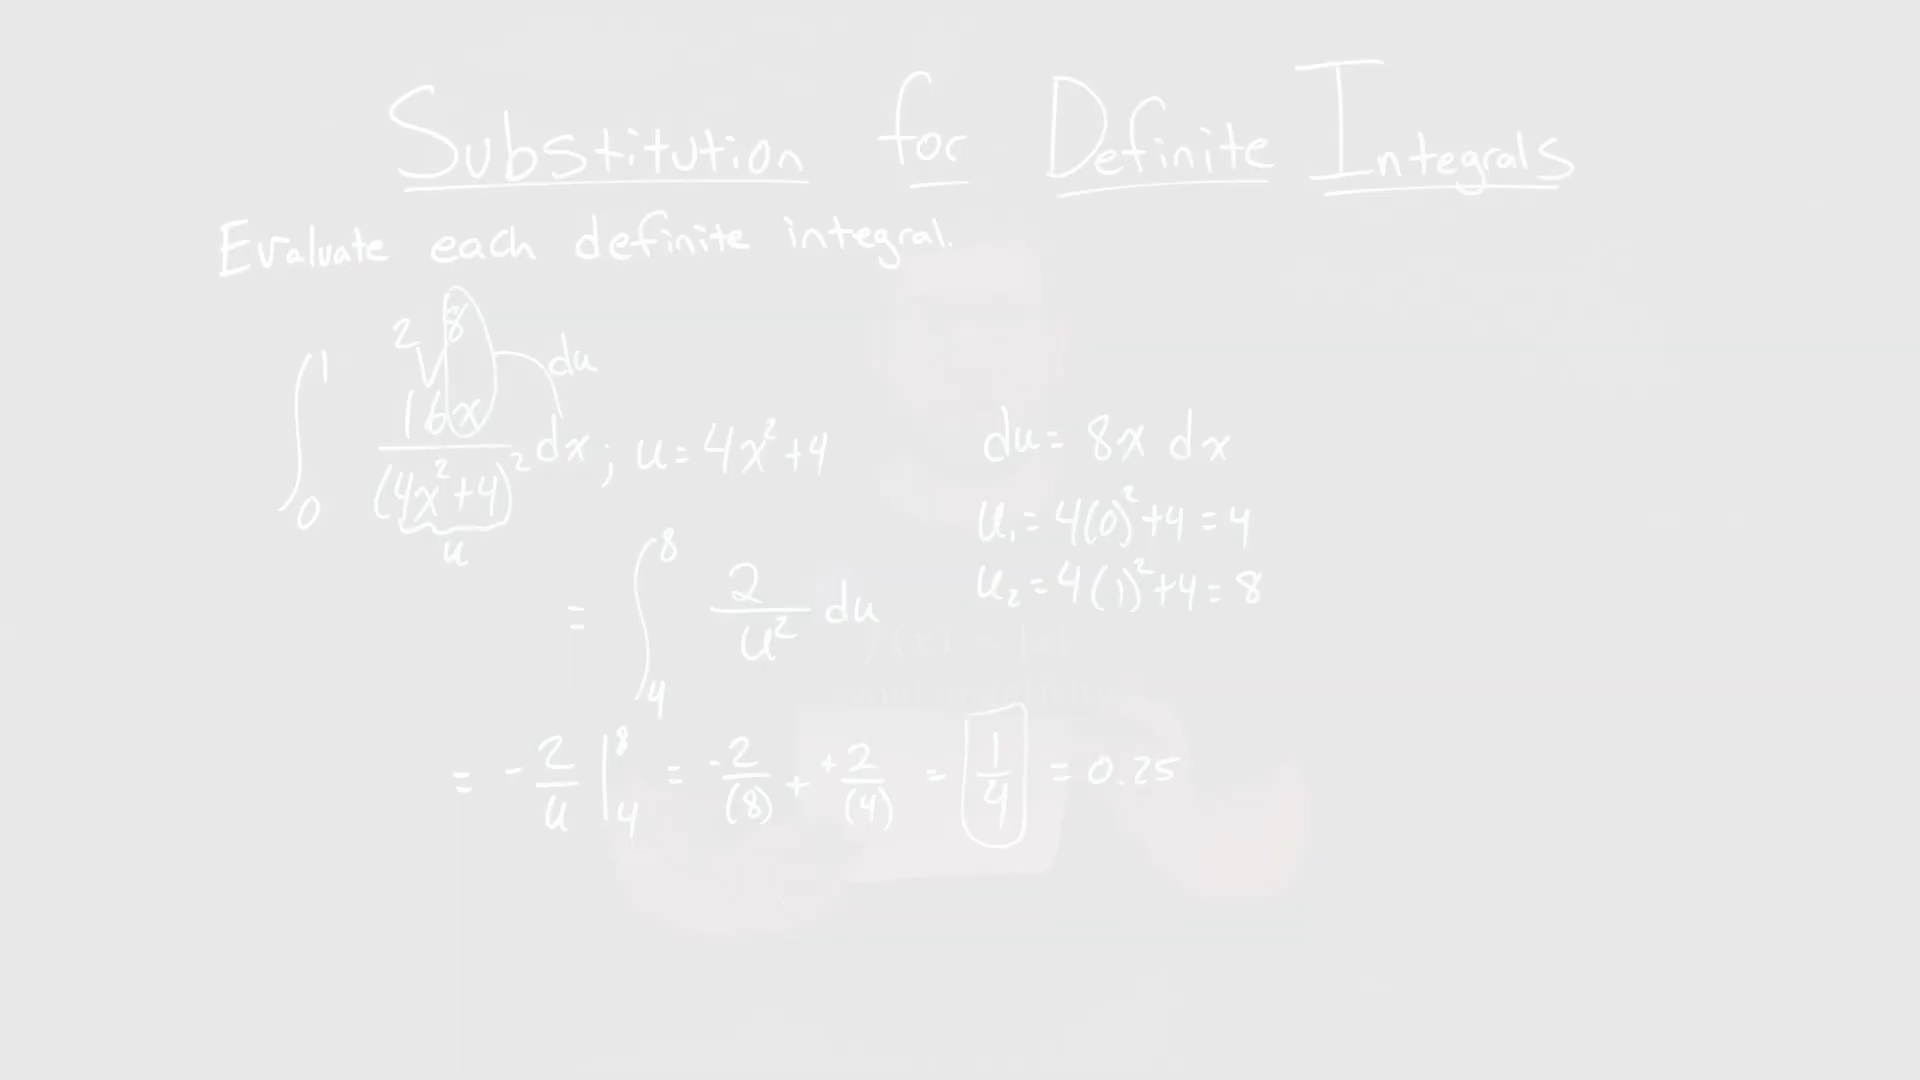 Substitution for Definite Integrals
Evaluate each definite integral.
∫₀¹ 16x/(4x²+4)² dx; u = 4x²+4
2 8
du
u
du = 8x dx
u₁ = 4(0)²+4 = 4
u₂ = 4(1)²+4 = 8
= ∫₄⁸ 2/u² du
f(x) = |x|
= -2/u |₄⁸ = -2/(8) + +2/(4) = 1/4 = 0.25